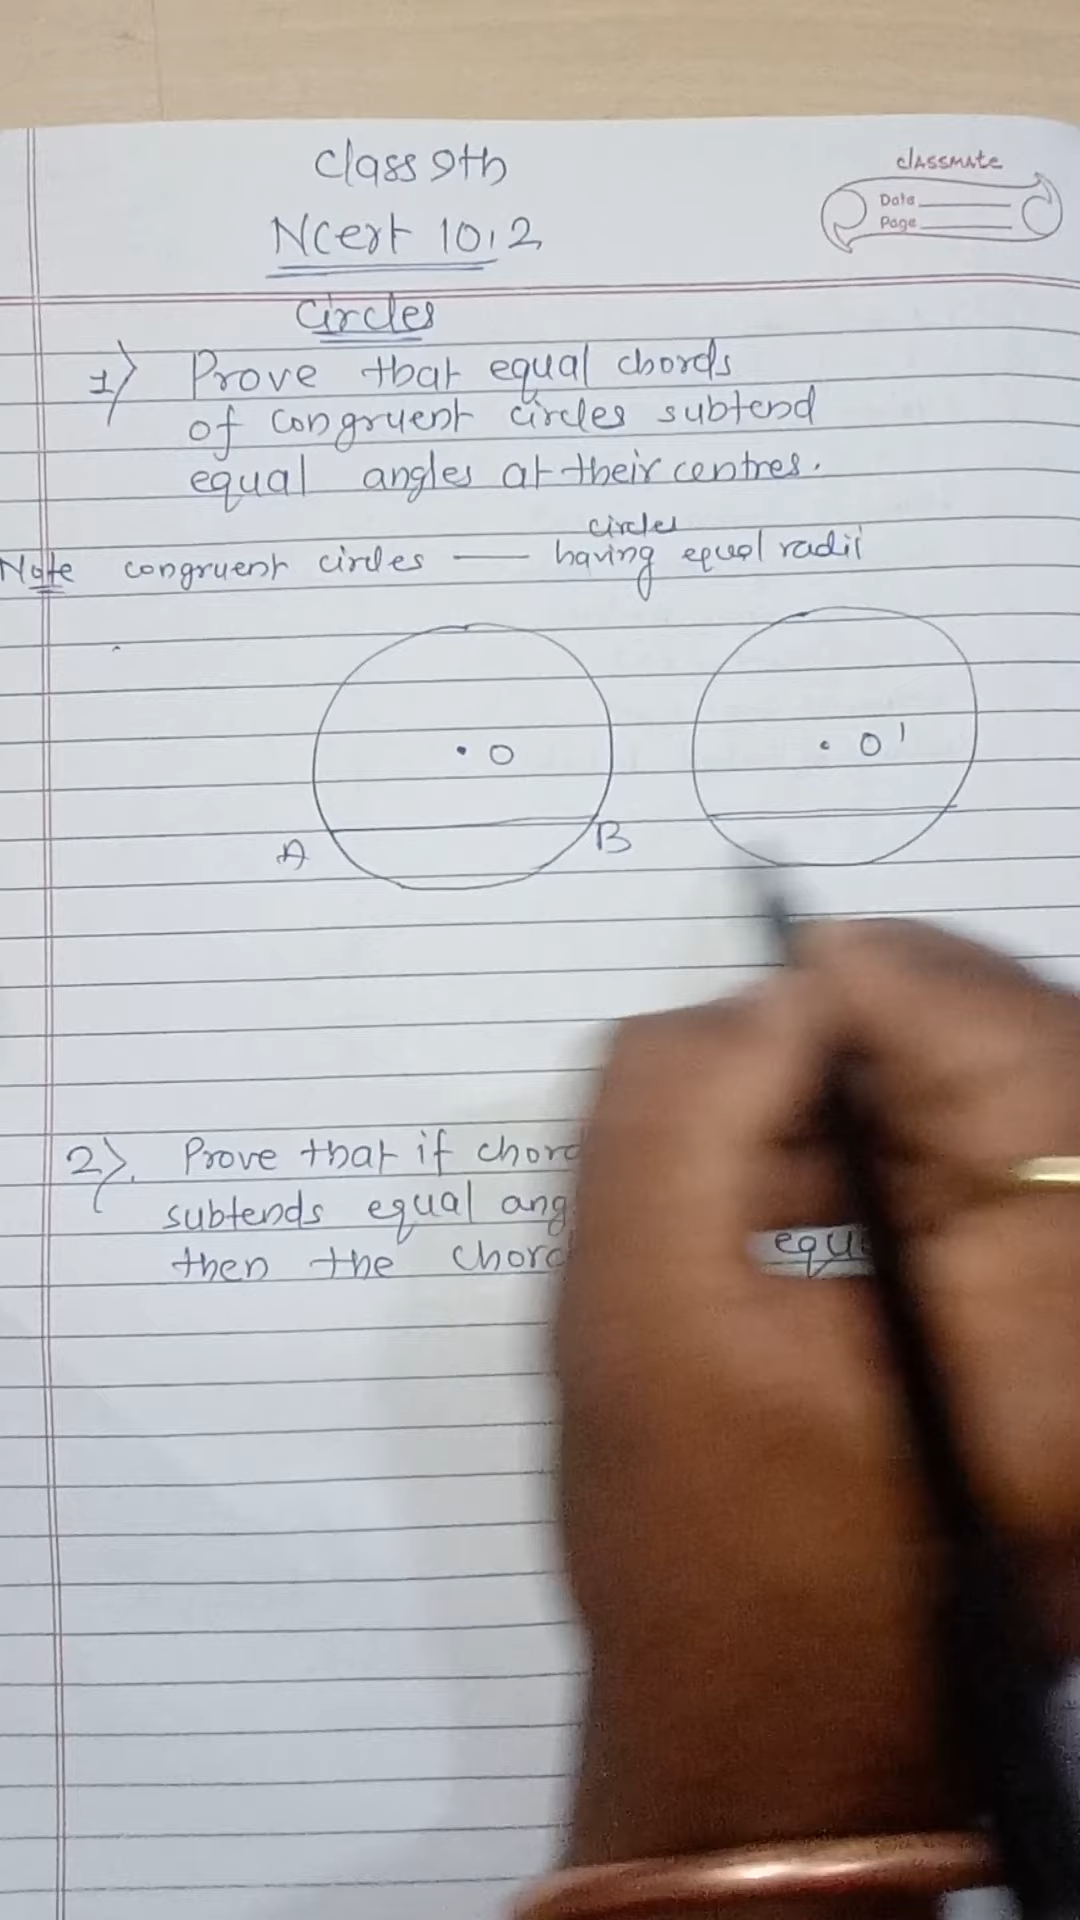 class 9th
classmate
Date
Page
Ncert 10.2
Circles
1) Prove that equal chords
of congruent circles subtend
equal angles at their centres.
circles
Note congruent circles — having equal radii
O
O'
A
B
2). Prove that if chord
subtends equal ang
then the chord equ